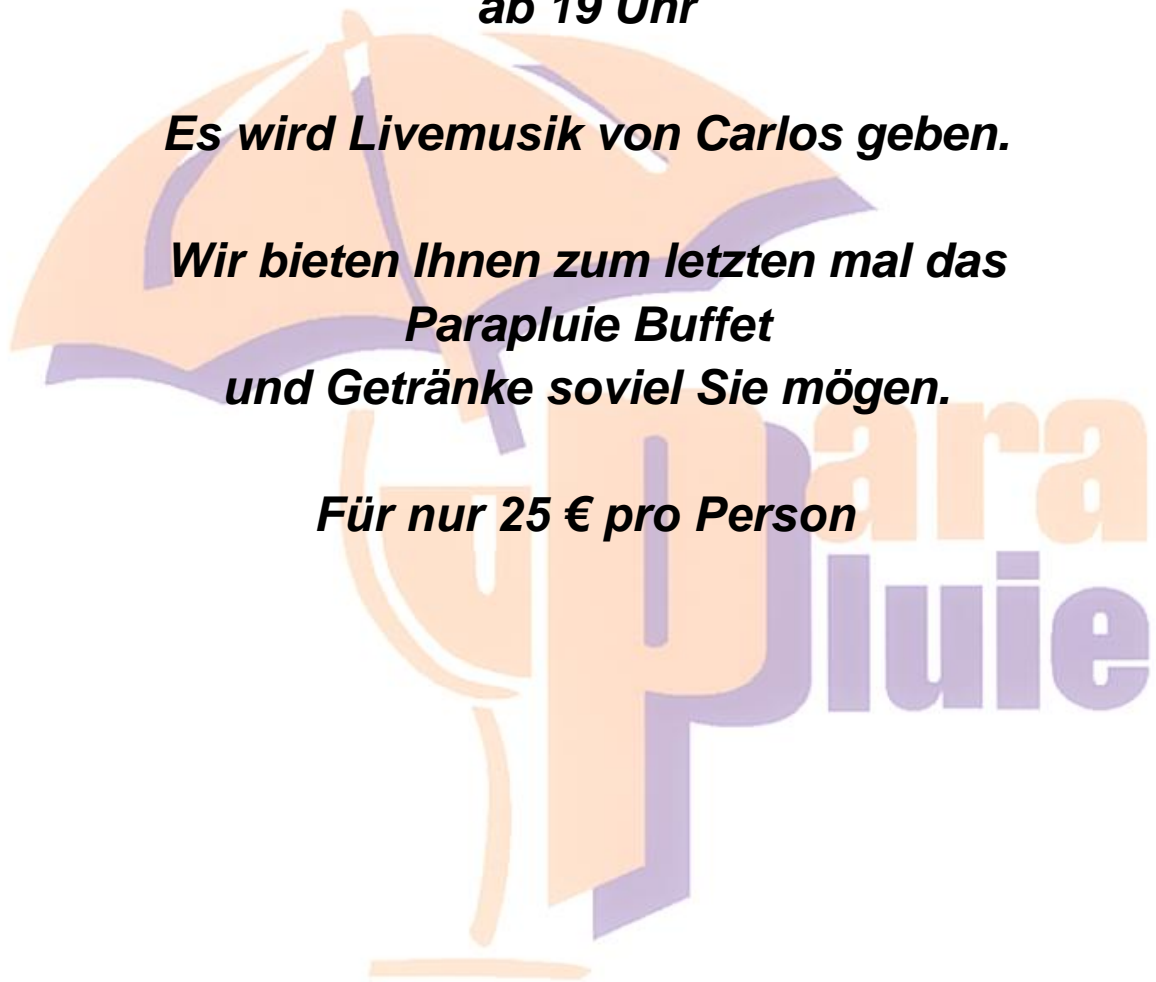 ab 19 Uhr
Es wird Livemusik von Carlos geben.
Wir bieten Ihnen zum letzten mal das
Parapluie Buffet
und Getränke soviel Sie mögen.
Für nur 25 € pro Person
para
pluie